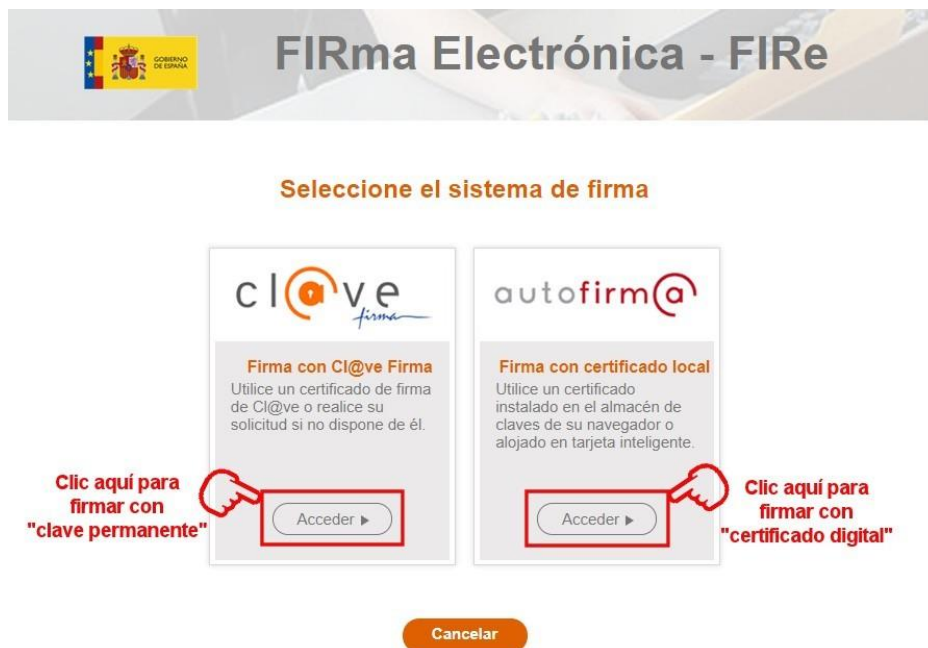 GOBIERNO
DE ESPAÑA
FIRma Electrónica - FIRe
Seleccione el sistema de firma
cl@ve
firma
autofirm@
Firma con Cl@ve Firma
Utilice un certificado de firma
de Cl@ve o realice su
solicitud si no dispone de él.
Firma con certificado local
Utilice un certificado
instalado en el almacén de
claves de su navegador o
alojado en tarjeta inteligente.
Clic aquí para
firmar con
"clave permanente"
Acceder
Acceder
Clic aquí para
firmar con
"certificado digital"
Cancelar